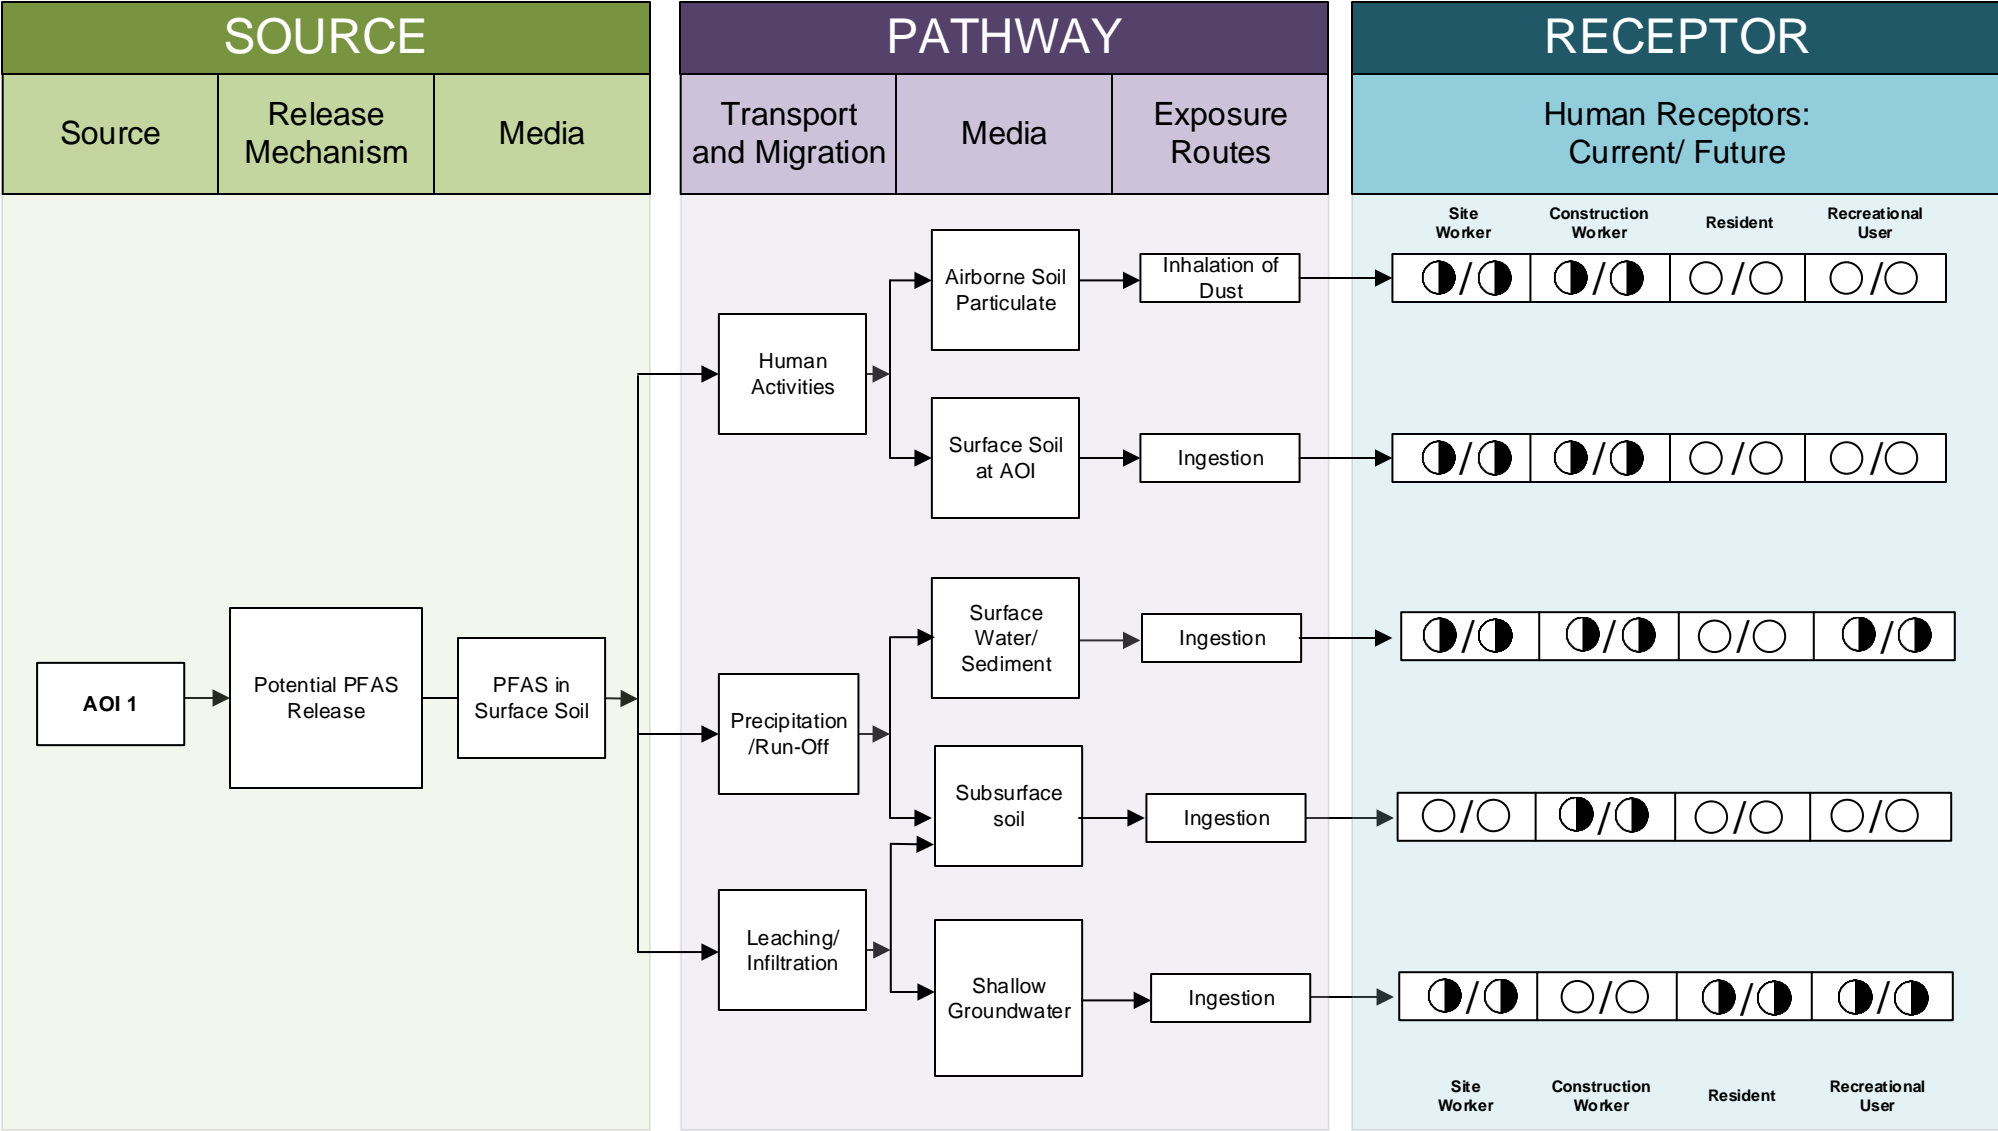 SOURCE
PATHWAY
RECEPTOR
Source
Release
Mechanism
Media
Transport
and Migration
Media
Exposure
Routes
Human Receptors:
Current/ Future
Site
Worker
Construction
Worker
Resident
Recreational
User
Airborne Soil
Particulate
Inhalation of
Dust
/
/
/
/
Human
Activities
Surface Soil
at AOI
Ingestion
/
/
/
/
Surface
Water/
Sediment
Ingestion
/
/
/
/
AOI 1
Potential PFAS
Release
PFAS in
Surface Soil
Precipitation
/Run-Off
Subsurface
soil
Ingestion
/
/
/
/
Leaching/
Infiltration
Shallow
Groundwater
Ingestion
/
/
/
/
Site
Worker
Construction
Worker
Resident
Recreational
User